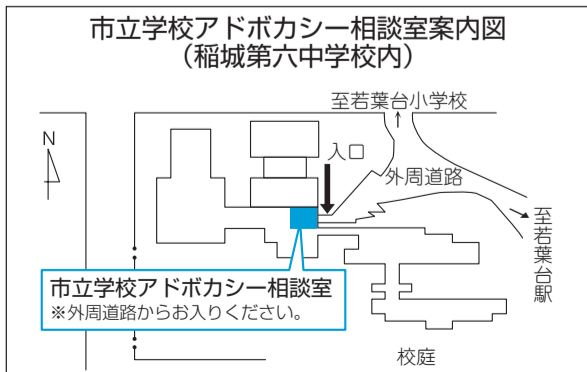 市立学校アドボカシー相談室案内図
（稲城第六中学校内）
至若葉台小学校
N
入口
外周道路
至若葉台駅
市立学校アドボカシー相談室
※外周道路からお入りください。
校庭